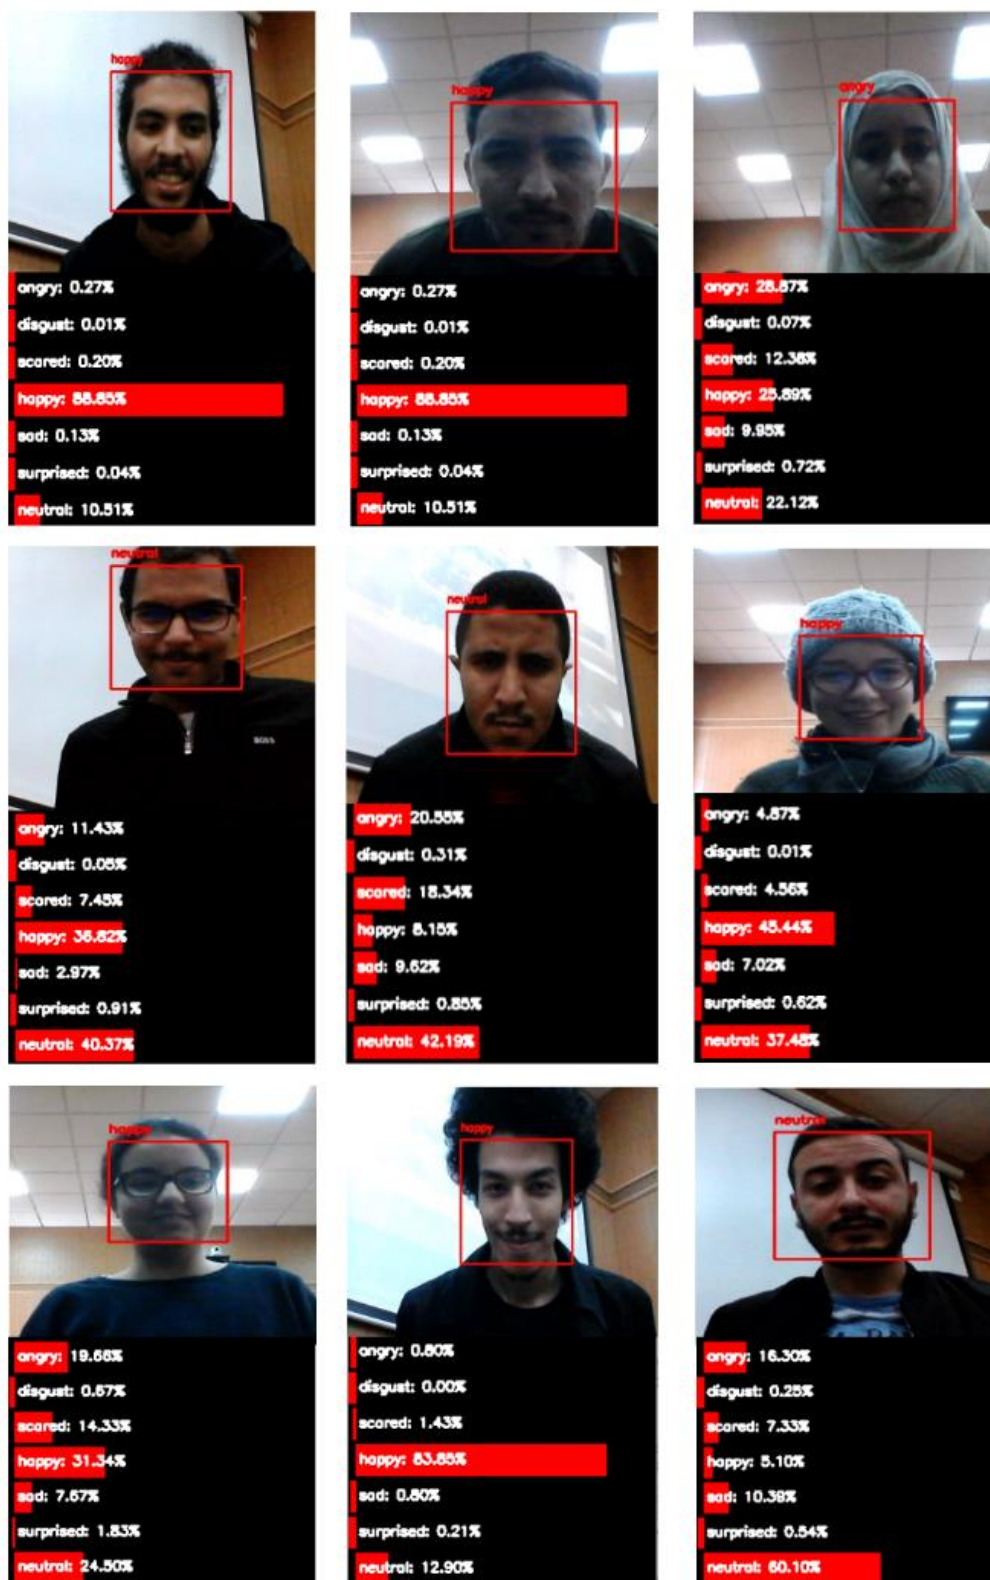 happy
angry: 0.27%
disgust: 0.01%
scared: 0.20%
happy: 88.85%
sad: 0.13%
surprised: 0.04%
neutral: 10.51%
happy
angry: 0.27%
disgust: 0.01%
scared: 0.20%
happy: 88.85%
sad: 0.13%
surprised: 0.04%
neutral: 10.51%
angry
angry: 28.87%
disgust: 0.07%
scared: 12.38%
happy: 25.89%
sad: 9.95%
surprised: 0.72%
neutral: 22.12%
neutral
BOSS
angry: 11.43%
disgust: 0.05%
scared: 7.45%
happy: 36.82%
sad: 2.97%
surprised: 0.91%
neutral: 40.37%
neutral
angry: 20.55%
disgust: 0.31%
scared: 18.34%
happy: 8.15%
sad: 9.62%
surprised: 0.85%
neutral: 42.19%
happy
angry: 4.87%
disgust: 0.01%
scared: 4.56%
happy: 45.44%
sad: 7.02%
surprised: 0.62%
neutral: 37.48%
happy
angry: 19.66%
disgust: 0.67%
scared: 14.33%
happy: 31.34%
sad: 7.67%
surprised: 1.83%
neutral: 24.50%
happy
angry: 0.80%
disgust: 0.00%
scared: 1.43%
happy: 83.85%
sad: 0.80%
surprised: 0.21%
neutral: 12.90%
neutral
angry: 16.30%
disgust: 0.25%
scared: 7.33%
happy: 5.10%
sad: 10.39%
surprised: 0.54%
neutral: 60.10%